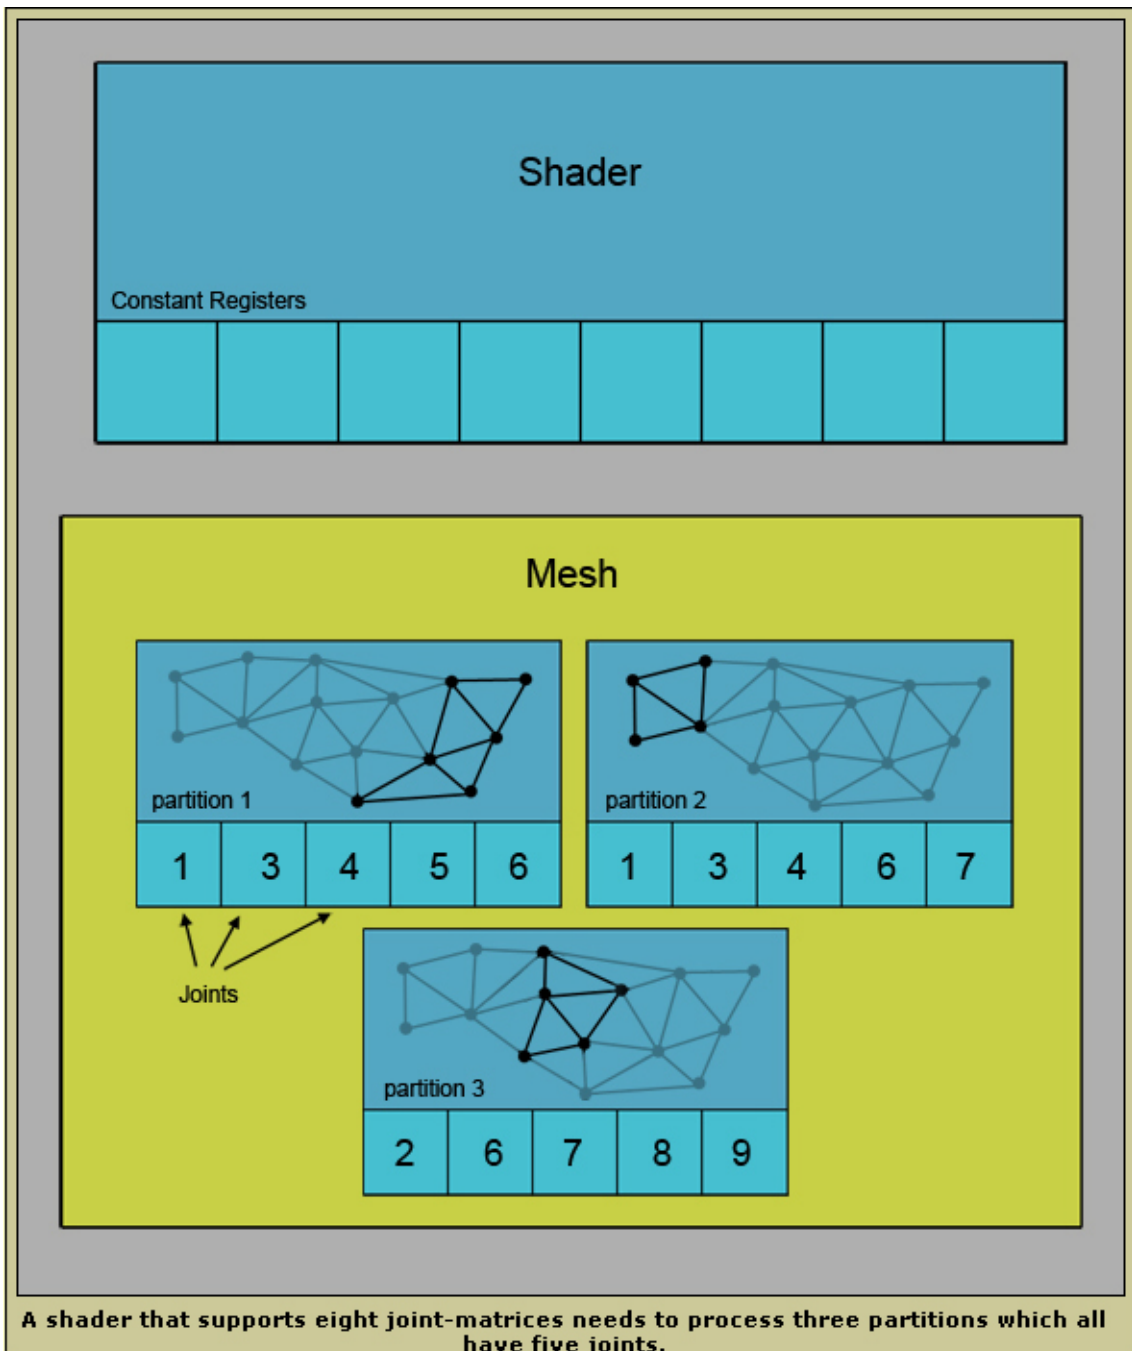 Shader
Constant Registers
Mesh
partition 1
1 3 4 5 6
partition 2
1 3 4 6 7
Joints
partition 3
2 6 7 8 9
A shader that supports eight joint-matrices needs to process three partitions which all
have five joints.